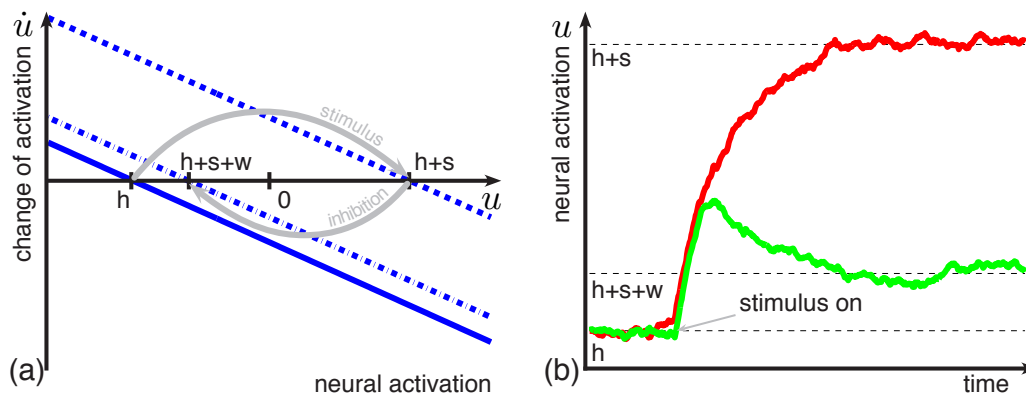 u̇
change of activation
stimulus
h+s+w
h+s
h
0
u
inhibition
(a)
neural activation
u
neural activation
h+s
h+s+w
stimulus on
h
(b)
time